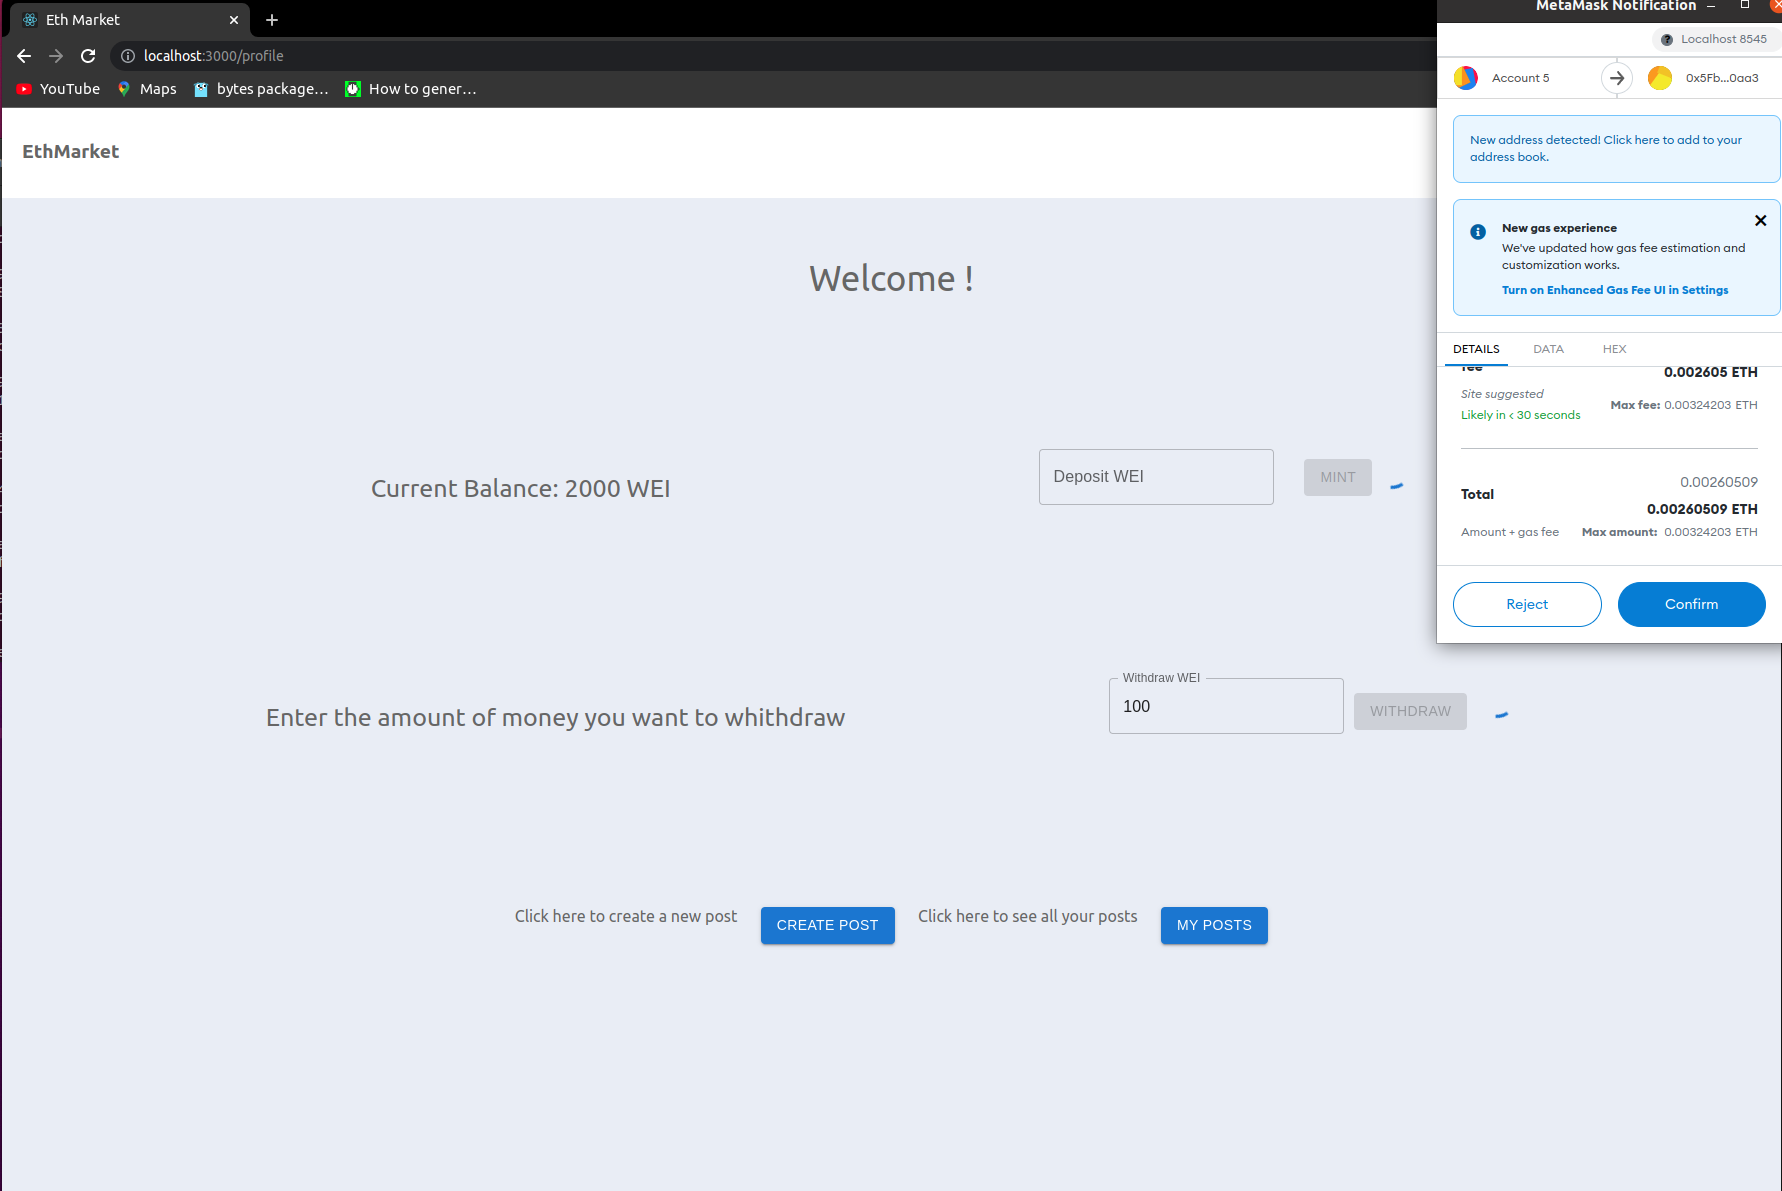 Eth Market
MetaMask Notification
localhost:3000/profile
YouTube
Maps
bytes package...
How to gener...
EthMarket
Welcome !
Current Balance: 2000 WEI
Deposit WEI
MINT
Enter the amount of money you want to whithdraw
Withdraw WEI
100
WITHDRAW
Click here to create a new post
CREATE POST
Click here to see all your posts
MY POSTS
Localhost 8545
Account 5
0x5Fb...0aa3
New address detected! Click here to add to your
address book.
New gas experience
We've updated how gas fee estimation and
customization works.
Turn on Enhanced Gas Fee UI in Settings
DETAILS
DATA
HEX
fee
0.002605 ETH
Site suggested
Likely in < 30 seconds
Max fee: 0.00324203 ETH
0.00260509
Total
0.00260509 ETH
Amount + gas fee
Max amount: 0.00324203 ETH
Reject
Confirm